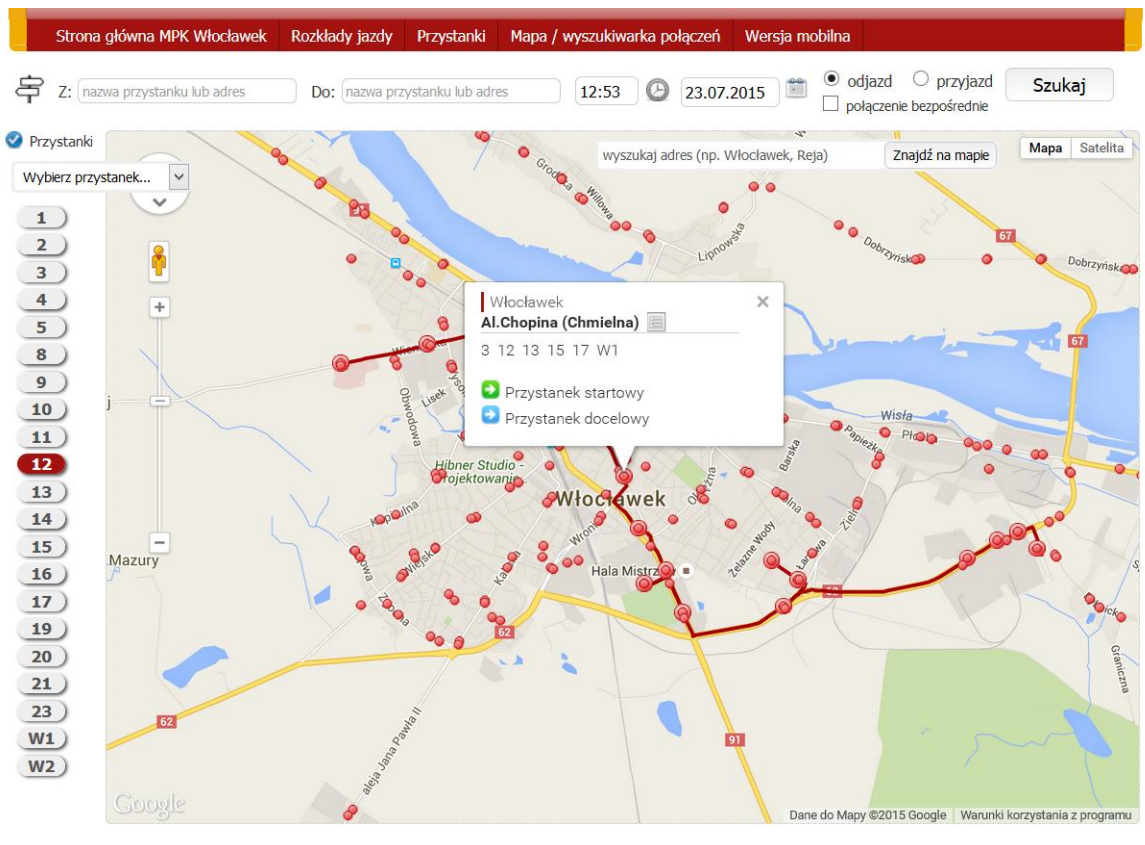 Strona główna MPK Włocławek Rozkłady jazdy Przystanki Mapa / wyszukiwarka połączeń Wersja mobilna
Z: nazwa przystanku lub adres Do: nazwa przystanku lub adres 12:53 23.07.2015 odjazd przyjazd Szukaj
połączenie bezpośrednie
Przystanki
Wybierz przystanek...
wyszukaj adres (np. Włocławek, Reja) Znajdź na mapie Mapa Satelita
1
2
3
4
5
8
9
10
11
12
13
14
15
16
17
19
20
21
23
W1
W2
Grodzka
Willowa
91
Lipnowska
67
Dobrzyńska
Dobrzyńska
67
Włocławek
Al.Chopina (Chmielna)
3 12 13 15 17 W1
Przystanek startowy
Przystanek docelowy
Lisek
Obwodowa
Wisła
Papieżka
Barska
Hibner Studio -
Projektowanie...
Włocławek
Okrężna
Kapitulna
Wiejska
Żelazne Wody
Mazury
Hala Mistrz
62
62
62
91
Graniczna
aleja Jana Pawła II
Google
Dane do Mapy ©2015 Google Warunki korzystania z programu